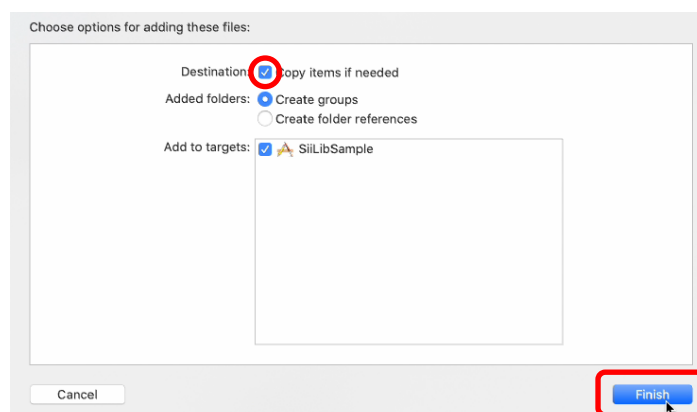 Choose options for adding these files:
Destination: Copy items if needed
Added folders: Create groups
Create folder references
Add to targets: SiiLibSample
Cancel Finish